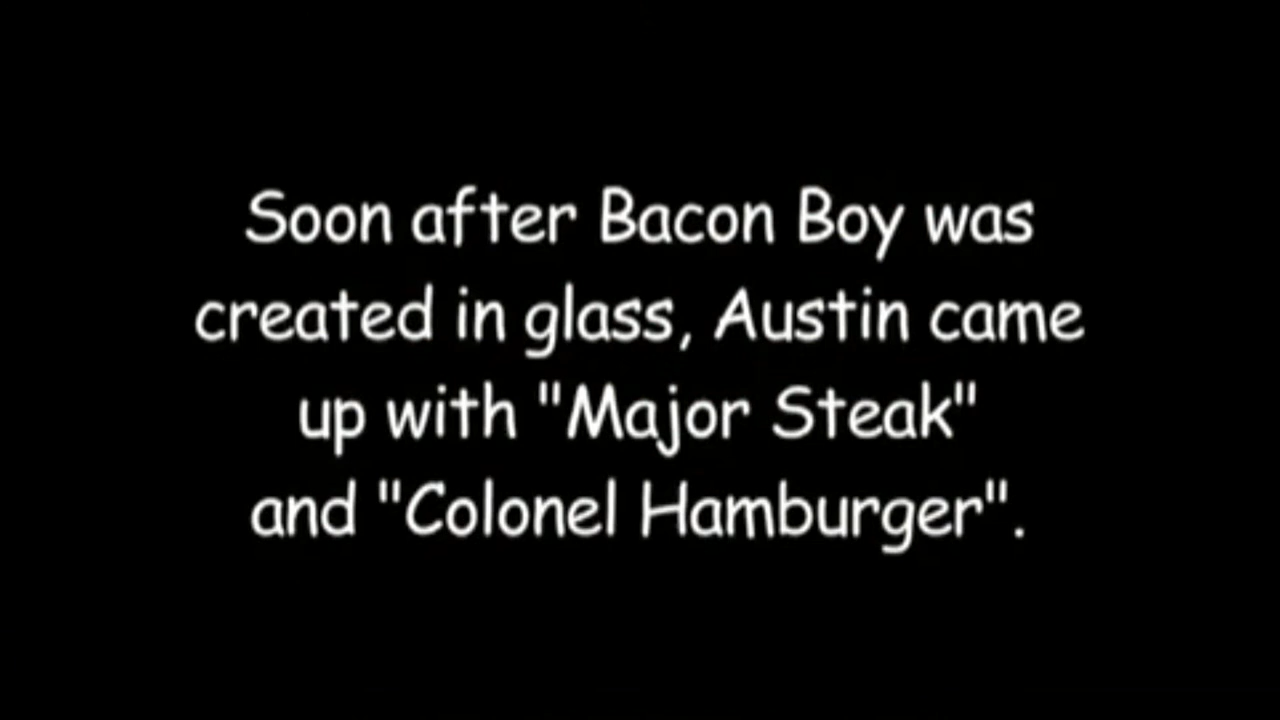 Soon after Bacon Boy was
created in glass, Austin came
up with "Major Steak"
and "Colonel Hamburger".